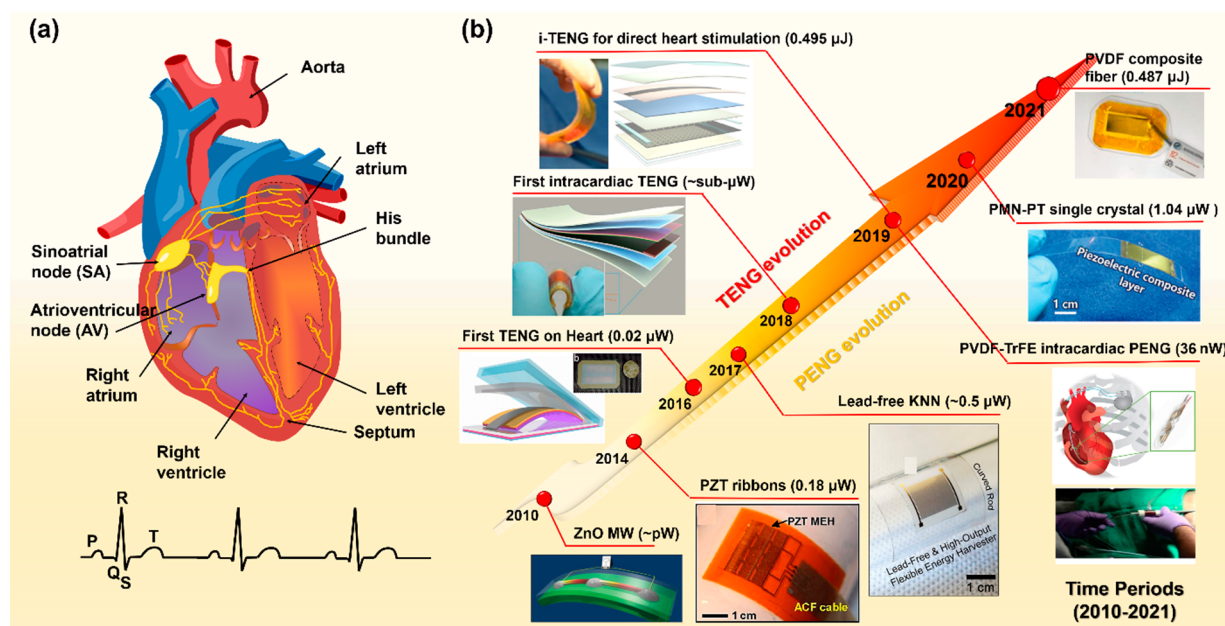 (a)
Aorta
Left
atrium
His
bundle
Sinoatrial
node (SA)
Atrioventricular
node (AV)
Right
atrium
Left
ventricle
Septum
Right
ventricle
R
P
T
Q
S
(b)
i-TENG for direct heart stimulation (0.495 μJ)
First intracardiac TENG (~sub-μW)
First TENG on Heart (0.02 μW)
b
TENG evolution
PENG evolution
2010
2014
2016
2017
2018
2019
2020
2021
PVDF composite
fiber (0.487 μJ)
PMN-PT single crystal (1.04 μW )
Piezoelectric composite
layer
1 cm
PVDF-TrFE intracardiac PENG (36 nW)
Lead-free KNN (~0.5 μW)
Curved Rod
Lead-Free & High-Output
Flexible Energy Harvester
1 cm
PZT ribbons (0.18 μW)
PZT MEH
ACF cable
1 cm
ZnO MW (~pW)
Time Periods
(2010-2021)